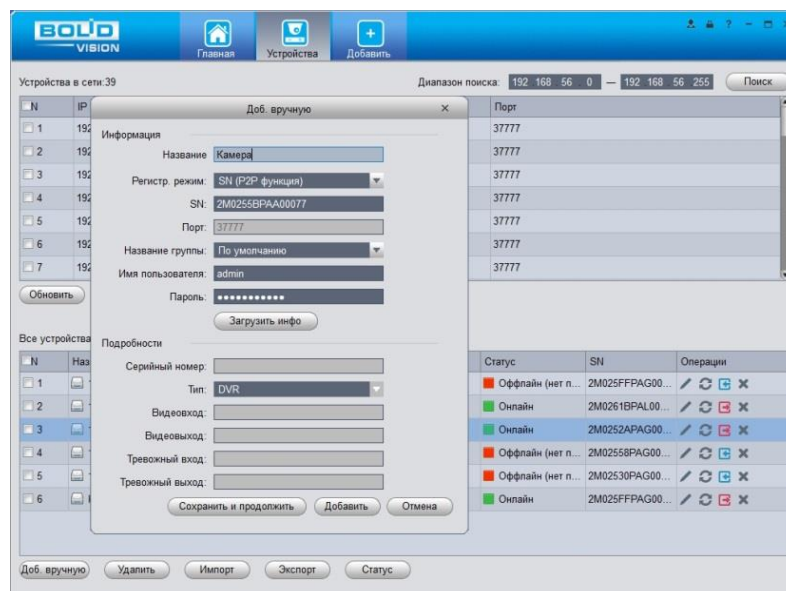 BOLID
VISION
Главная
Устройства
Добавить
?
Устройства в сети:39
Диапазон поиска: 192 168 56 0 — 192 168 56 255 Поиск
N IP Порт
1 192 37777
2 192 37777
3 192 37777
4 192 37777
5 192 37777
6 192 37777
7 192 37777
Доб. вручную
Информация
Название Камера
Регистр. режим: SN (P2P функция)
SN: 2M0255BPAA00077
Порт: 37777
Название группы: По умолчанию
Имя пользователя: admin
Пароль: •••••••••••
Загрузить инфо
Подробности
Серийный номер:
Тип: DVR
Видеовход:
Видеовыход:
Тревожный вход:
Тревожный выход:
Сохранить и продолжить Добавить Отмена
Обновить
Все устройства
N Наз Статус SN Операции
1 Оффлайн (нет п... 2M025FFPAG00...
2 Онлайн 2M0261BPAL00...
3 Онлайн 2M0252APAG00...
4 Оффлайн (нет п... 2M02558PAG00...
5 Оффлайн (нет п... 2M02530PAG00...
6 Онлайн 2M025FFPAG00...
Доб. вручную Удалить Импорт Экспорт Статус